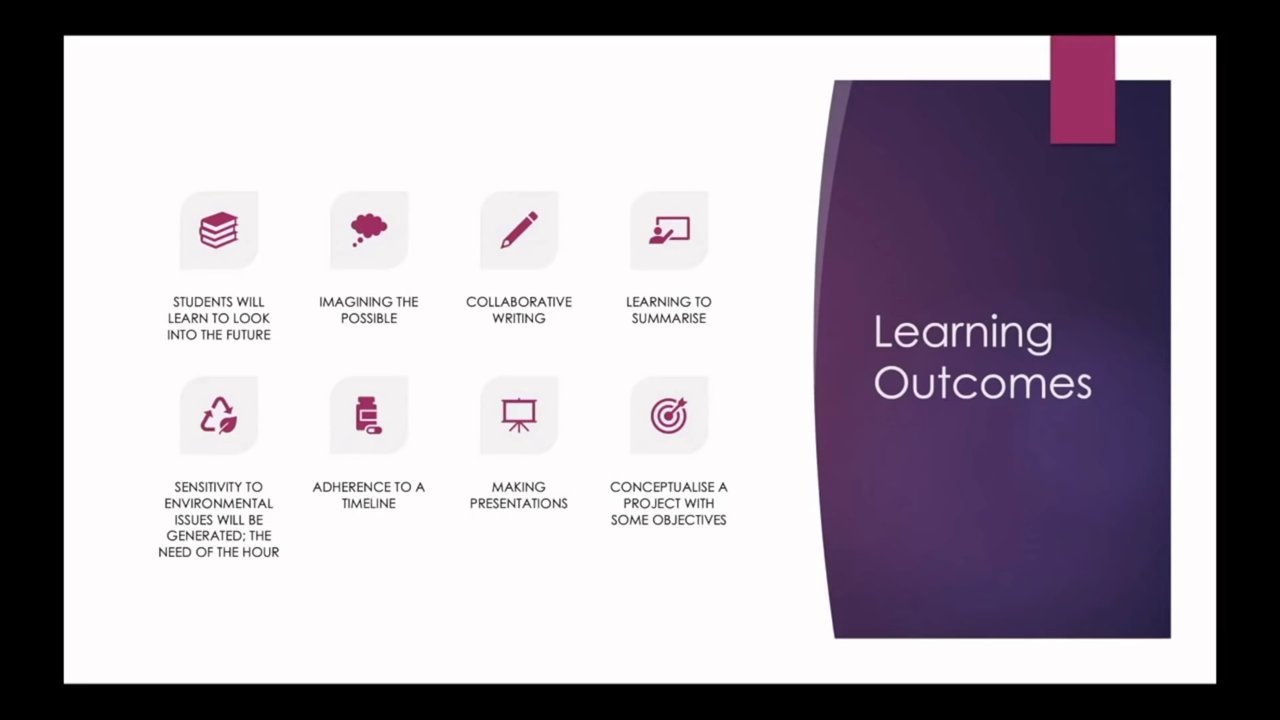 STUDENTS WILL
LEARN TO LOOK
INTO THE FUTURE
IMAGINING THE
POSSIBLE
COLLABORATIVE
WRITING
LEARNING TO
SUMMARISE
SENSITIVITY TO
ENVIRONMENTAL
ISSUES WILL BE
GENERATED; THE
NEED OF THE HOUR
ADHERENCE TO A
TIMELINE
MAKING
PRESENTATIONS
CONCEPTUALISE A
PROJECT WITH
SOME OBJECTIVES
Learning
Outcomes